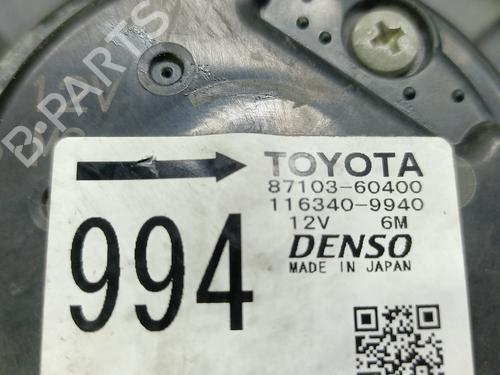 B-PARTS
TOYOTA
87103-60400
116340-9940
12V 6M
DENSO
MADE IN JAPAN
994